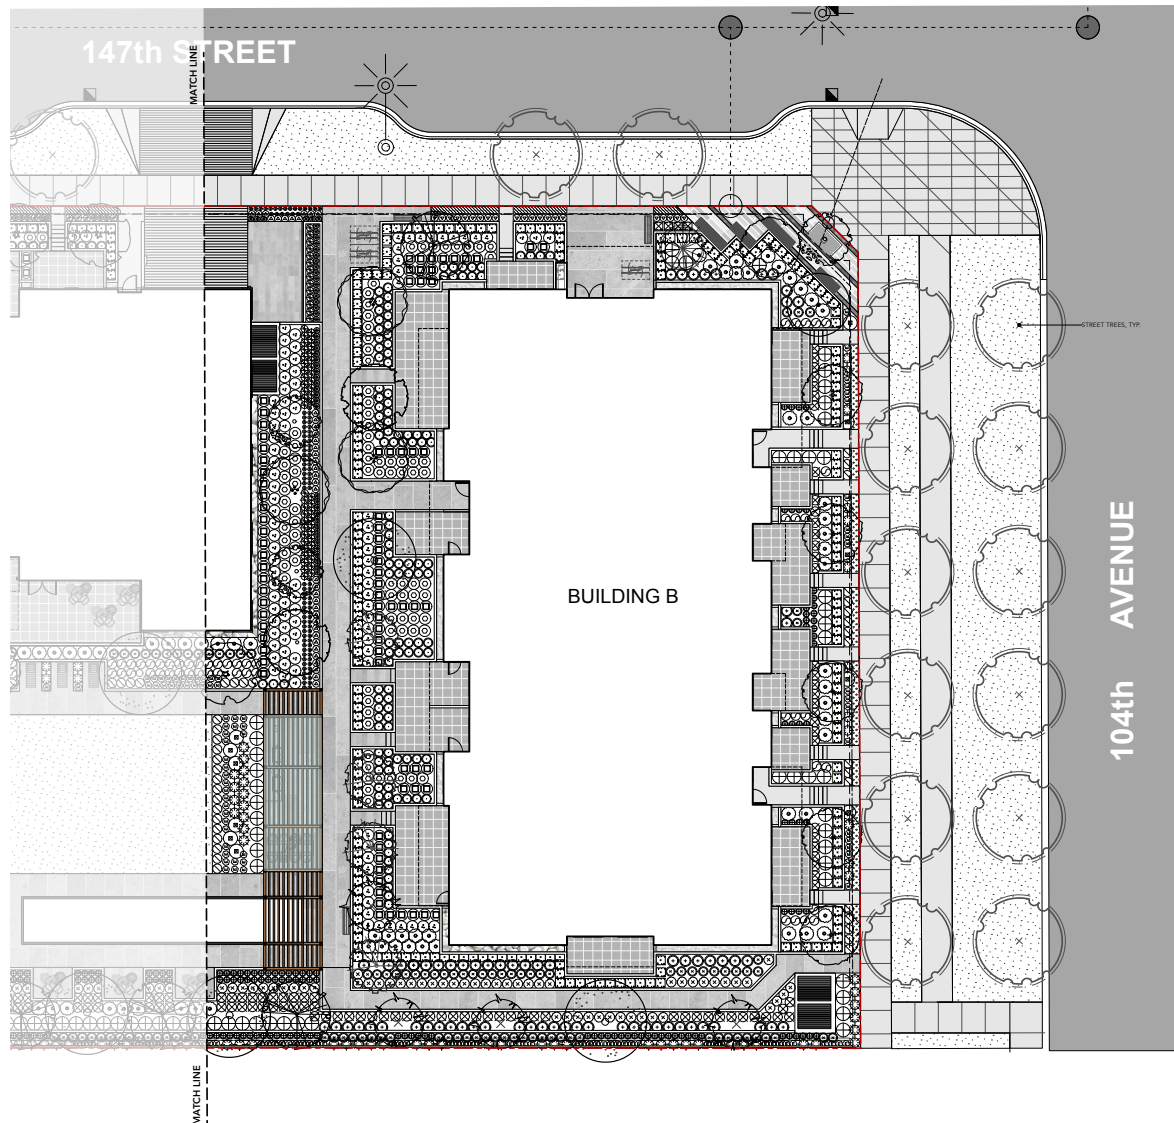 147th STREET
MATCH LINE
STREET TREES, TYP.
BUILDING B
104th AVENUE
MATCH LINE